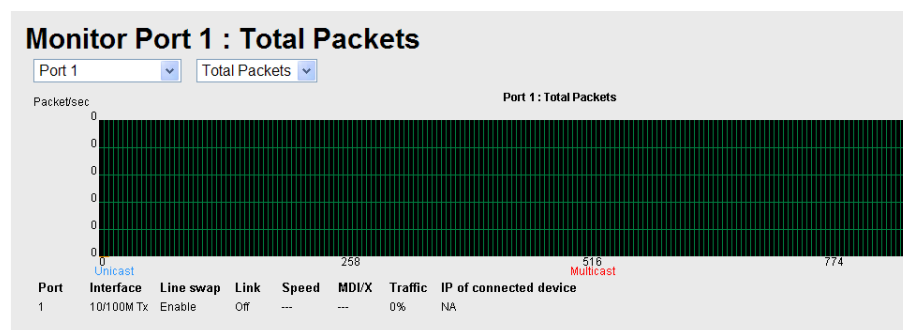 Monitor Port 1 : Total Packets
Port 1 Total Packets
Packet/sec Port 1 : Total Packets
0
0
0
0
0
0
0 258 516 774
Unicast Multicast
Port Interface Line swap Link Speed MDI/X Traffic IP of connected device
1 10/100M Tx Enable Off --- --- 0% NA